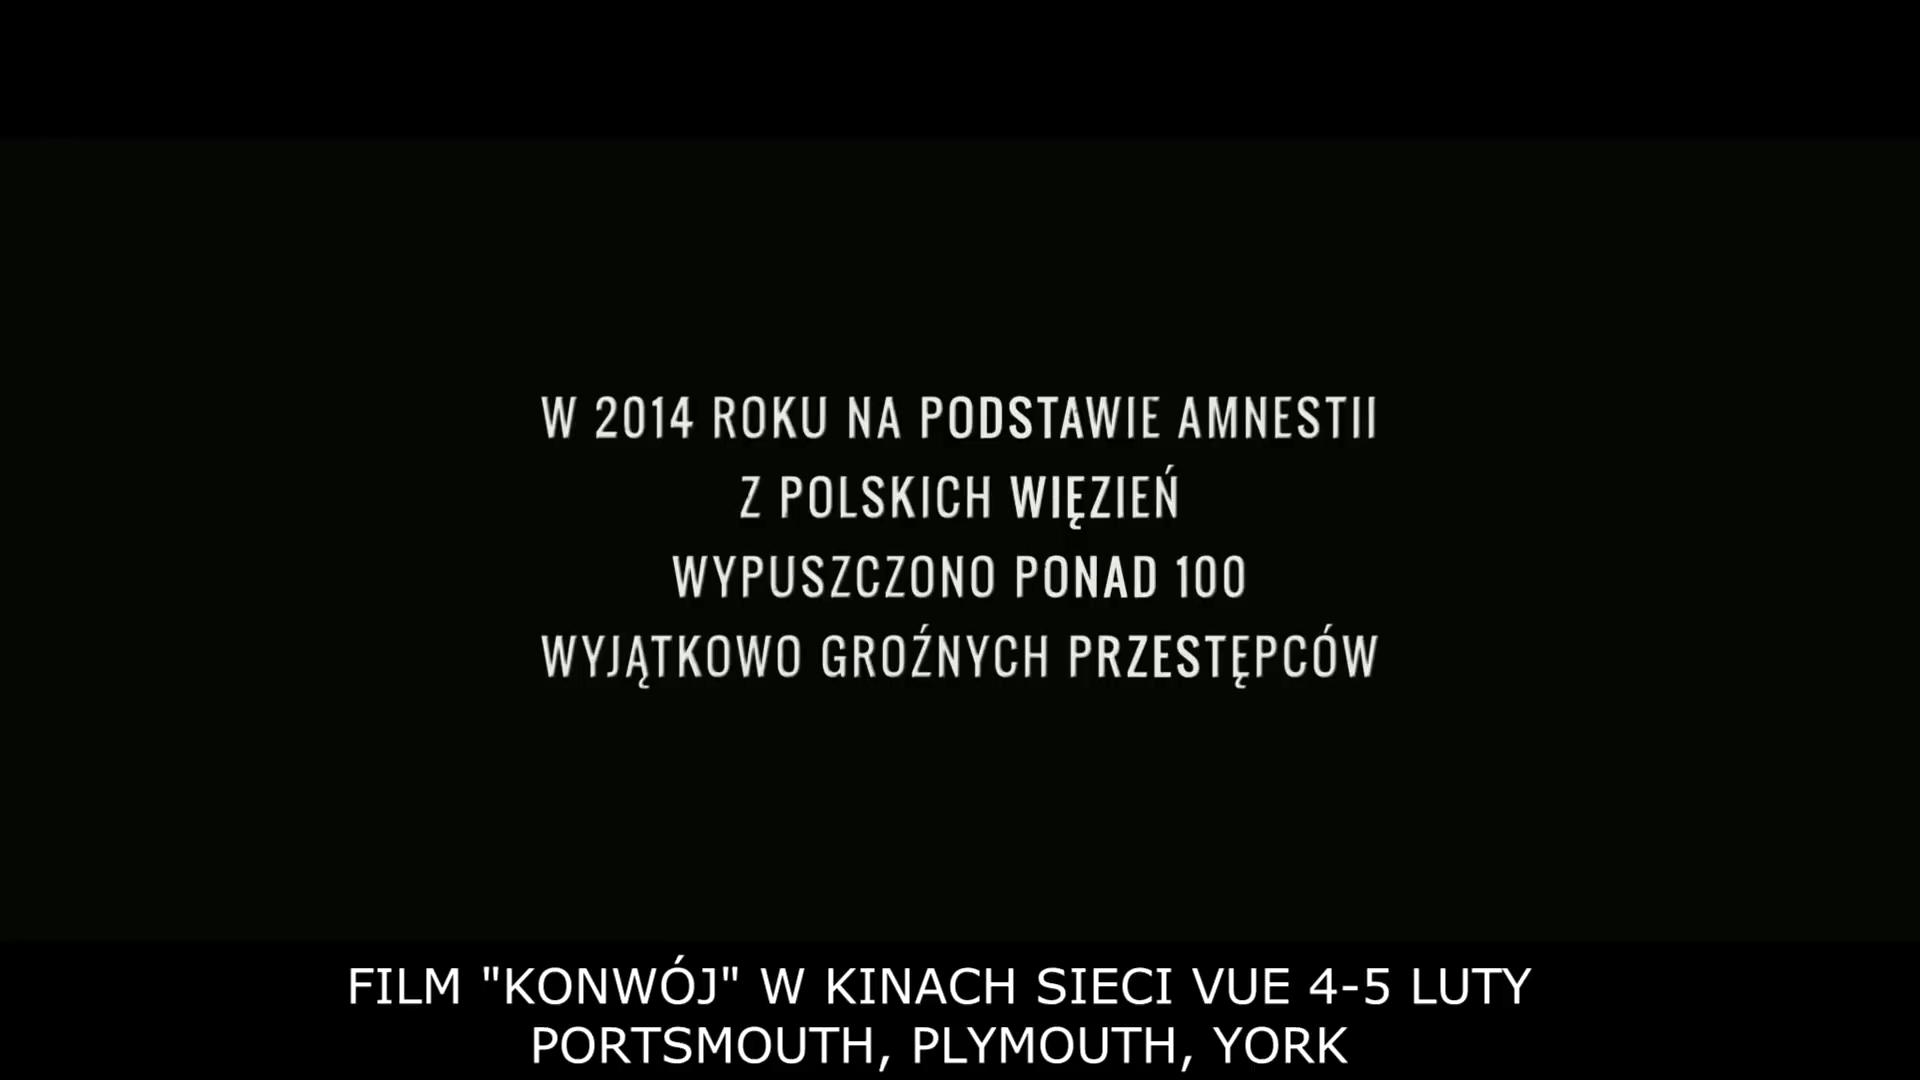 W 2014 ROKU NA PODSTAWIE AMNESTII
Z POLSKICH WIĘZIEŃ
WYPUSZCZONO PONAD 100
WYJĄTKOWO GROŹNYCH PRZESTĘPCÓW
FILM "KONWÓJ" W KINACH SIECI VUE 4-5 LUTY
PORTSMOUTH, PLYMOUTH, YORK